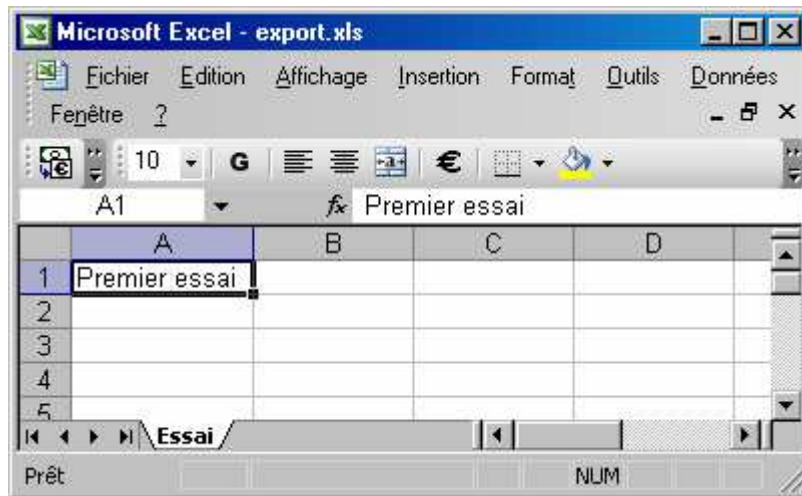 Microsoft Excel - export.xls
Fichier Edition Affichage Insertion Format Outils Données
Fenêtre ?
10 G €
A1 fx Premier essai
A B C D
1 Premier essai
2
3
4
5
Essai
Prêt NUM